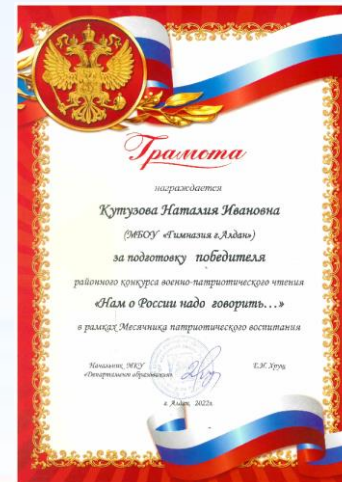 Грамота
награждается
Кутузова Наталия Ивановна
(МБОУ «Гимназия г.Алдан»)
за подготовку победителя
районного конкурса военно-патриотического чтения
«Нам о России надо говорить…»
в рамках Месячника патриотического воспитания
Начальник МКУ
«Департамент образования» Е.И. Хруц
г. Алдан, 2022г.